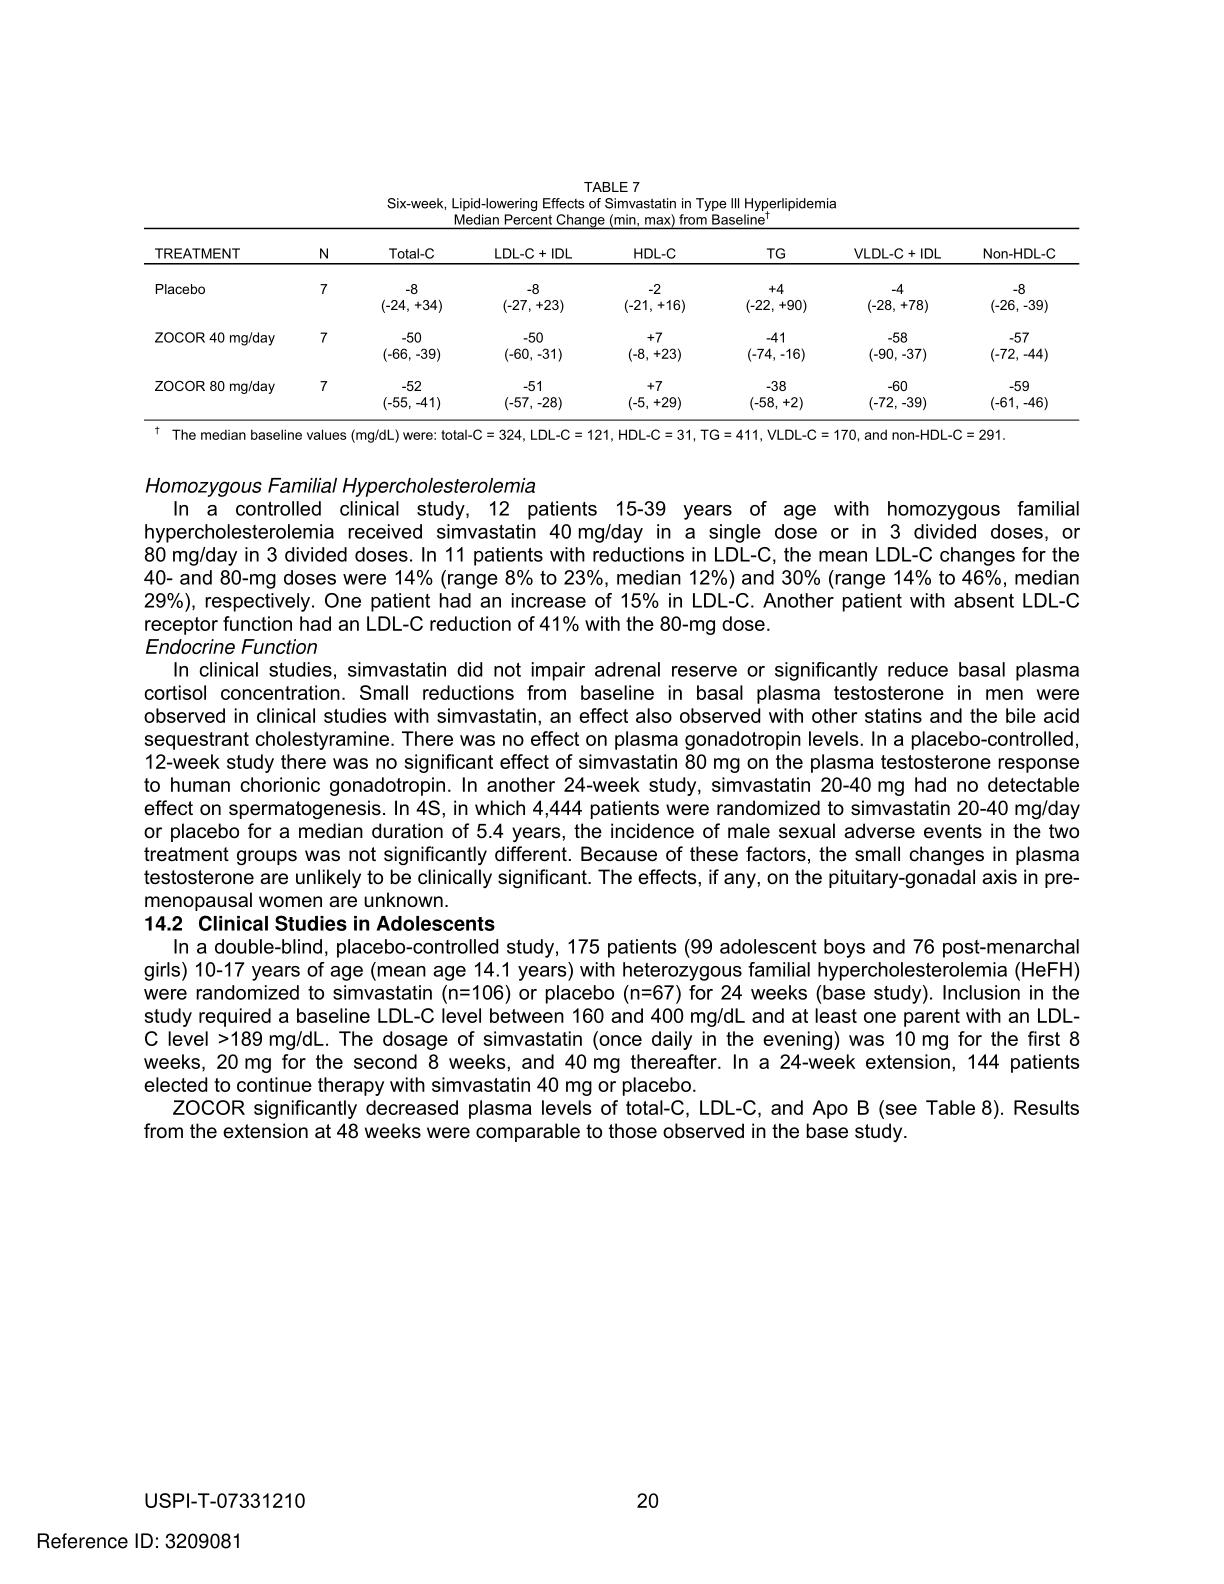 TABLE 7
Six-week, Lipid-lowering Effects of Simvastatin in Type III Hyperlipidemia
Median Percent Change (min, max) from Baseline†
TREATMENT N Total-C LDL-C + IDL HDL-C TG VLDL-C + IDL Non-HDL-C
Placebo 7 -8 -8 -2 +4 -4 -8
(-24, +34) (-27, +23) (-21, +16) (-22, +90) (-28, +78) (-26, -39)
ZOCOR 40 mg/day 7 -50 -50 +7 -41 -58 -57
(-66, -39) (-60, -31) (-8, +23) (-74, -16) (-90, -37) (-72, -44)
ZOCOR 80 mg/day 7 -52 -51 +7 -38 -60 -59
(-55, -41) (-57, -28) (-5, +29) (-58, +2) (-72, -39) (-61, -46)
† The median baseline values (mg/dL) were: total-C = 324, LDL-C = 121, HDL-C = 31, TG = 411, VLDL-C = 170, and non-HDL-C = 291.
Homozygous Familial Hypercholesterolemia
In a controlled clinical study, 12 patients 15-39 years of age with homozygous familial
hypercholesterolemia received simvastatin 40 mg/day in a single dose or in 3 divided doses, or
80 mg/day in 3 divided doses. In 11 patients with reductions in LDL-C, the mean LDL-C changes for the
40- and 80-mg doses were 14% (range 8% to 23%, median 12%) and 30% (range 14% to 46%, median
29%), respectively. One patient had an increase of 15% in LDL-C. Another patient with absent LDL-C
receptor function had an LDL-C reduction of 41% with the 80-mg dose.
Endocrine Function
In clinical studies, simvastatin did not impair adrenal reserve or significantly reduce basal plasma
cortisol concentration. Small reductions from baseline in basal plasma testosterone in men were
observed in clinical studies with simvastatin, an effect also observed with other statins and the bile acid
sequestrant cholestyramine. There was no effect on plasma gonadotropin levels. In a placebo-controlled,
12-week study there was no significant effect of simvastatin 80 mg on the plasma testosterone response
to human chorionic gonadotropin. In another 24-week study, simvastatin 20-40 mg had no detectable
effect on spermatogenesis. In 4S, in which 4,444 patients were randomized to simvastatin 20-40 mg/day
or placebo for a median duration of 5.4 years, the incidence of male sexual adverse events in the two
treatment groups was not significantly different. Because of these factors, the small changes in plasma
testosterone are unlikely to be clinically significant. The effects, if any, on the pituitary-gonadal axis in pre-
menopausal women are unknown.
14.2 Clinical Studies in Adolescents
In a double-blind, placebo-controlled study, 175 patients (99 adolescent boys and 76 post-menarchal
girls) 10-17 years of age (mean age 14.1 years) with heterozygous familial hypercholesterolemia (HeFH)
were randomized to simvastatin (n=106) or placebo (n=67) for 24 weeks (base study). Inclusion in the
study required a baseline LDL-C level between 160 and 400 mg/dL and at least one parent with an LDL-
C level >189 mg/dL. The dosage of simvastatin (once daily in the evening) was 10 mg for the first 8
weeks, 20 mg for the second 8 weeks, and 40 mg thereafter. In a 24-week extension, 144 patients
elected to continue therapy with simvastatin 40 mg or placebo.
ZOCOR significantly decreased plasma levels of total-C, LDL-C, and Apo B (see Table 8). Results
from the extension at 48 weeks were comparable to those observed in the base study.
USPI-T-07331210 20
Reference ID: 3209081